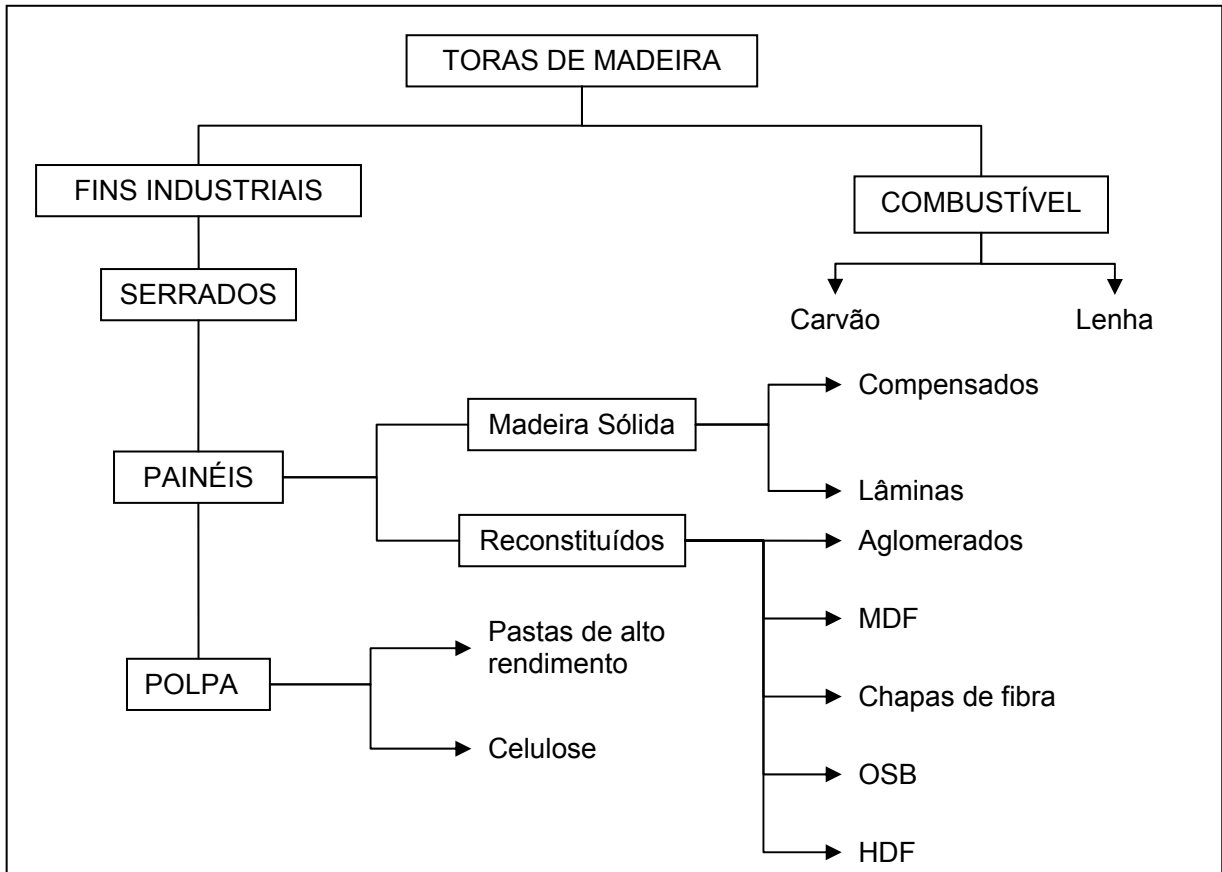 TORAS DE MADEIRA
FINS INDUSTRIAIS
COMBUSTÍVEL
SERRADOS
Carvão
Lenha
Compensados
Madeira Sólida
PAINÉIS
Lâminas
Reconstituídos
Aglomerados
MDF
Pastas de alto
rendimento
POLPA
Chapas de fibra
Celulose
OSB
HDF